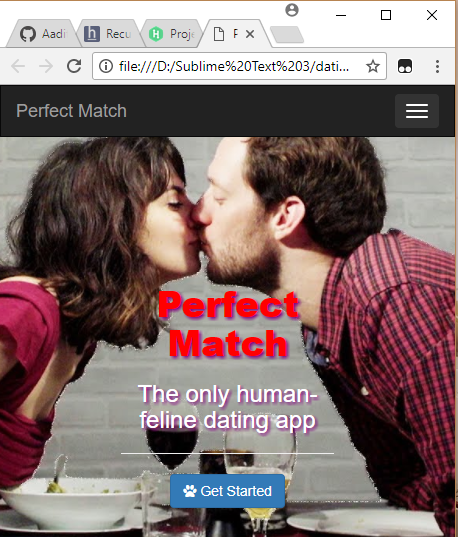 Aadi
Recu
Proje
P
file:///D:/Sublime%20Text%203/dati...
Perfect Match
Perfect
Match
The only human-
feline dating app
Get Started